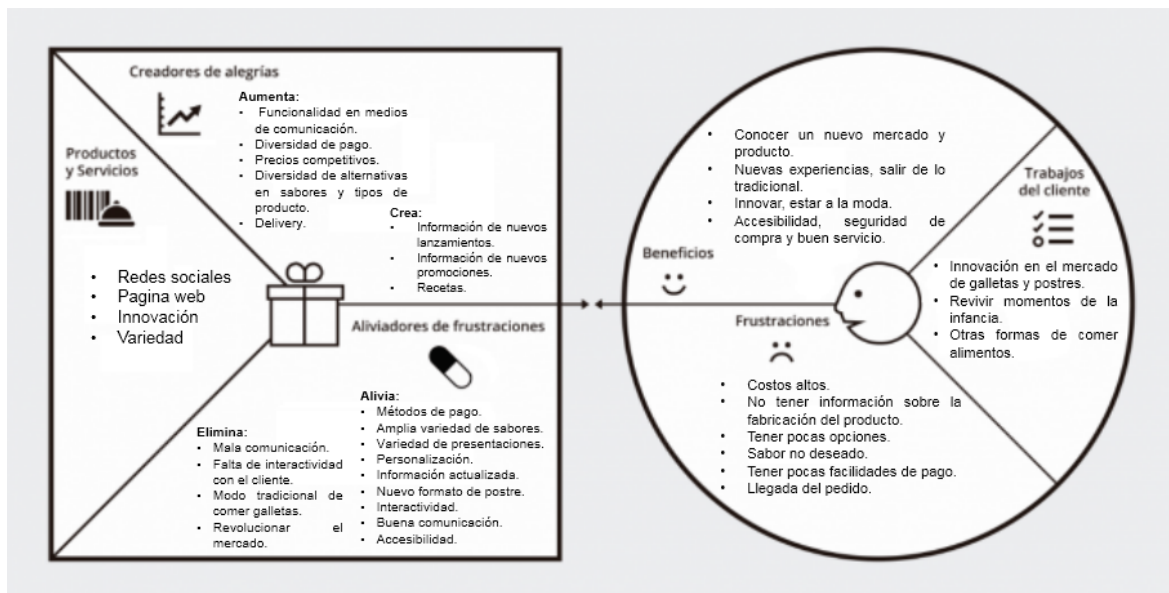 Creadores de alegrías
Aumenta:
• Funcionalidad en medios
de comunicación.
• Diversidad de pago.
• Precios competitivos.
• Diversidad de alternativas
en sabores y tipos de
producto.
• Delivery.
Crea:
• Información de nuevos
lanzamientos.
• Información de nuevos
promociones.
• Recetas.
Productos
y Servicios
• Redes sociales
• Pagina web
• Innovación
• Variedad
Aliviadores de frustraciones
Alivia:
• Métodos de pago.
• Amplia variedad de sabores.
• Variedad de presentaciones.
• Personalización.
• Información actualizada.
• Nuevo formato de postre.
• Interactividad.
• Buena comunicación.
• Accesibilidad.
Elimina:
• Mala comunicación.
• Falta de interactividad
con el cliente.
• Modo tradicional de
comer galletas.
• Revolucionar el
mercado.
• Conocer un nuevo mercado y
producto.
• Nuevas experiencias, salir de lo
tradicional.
• Innovar, estar a la moda.
• Accesibilidad, seguridad de
compra y buen servicio.
Beneficios
Trabajos
del cliente
• Innovación en el mercado
de galletas y postres.
• Revivir momentos de la
infancia.
• Otras formas de comer
alimentos.
Frustraciones
• Costos altos.
• No tener información sobre la
fabricación del producto.
• Tener pocas opciones.
• Sabor no deseado.
• Tener pocas facilidades de pago.
• Llegada del pedido.